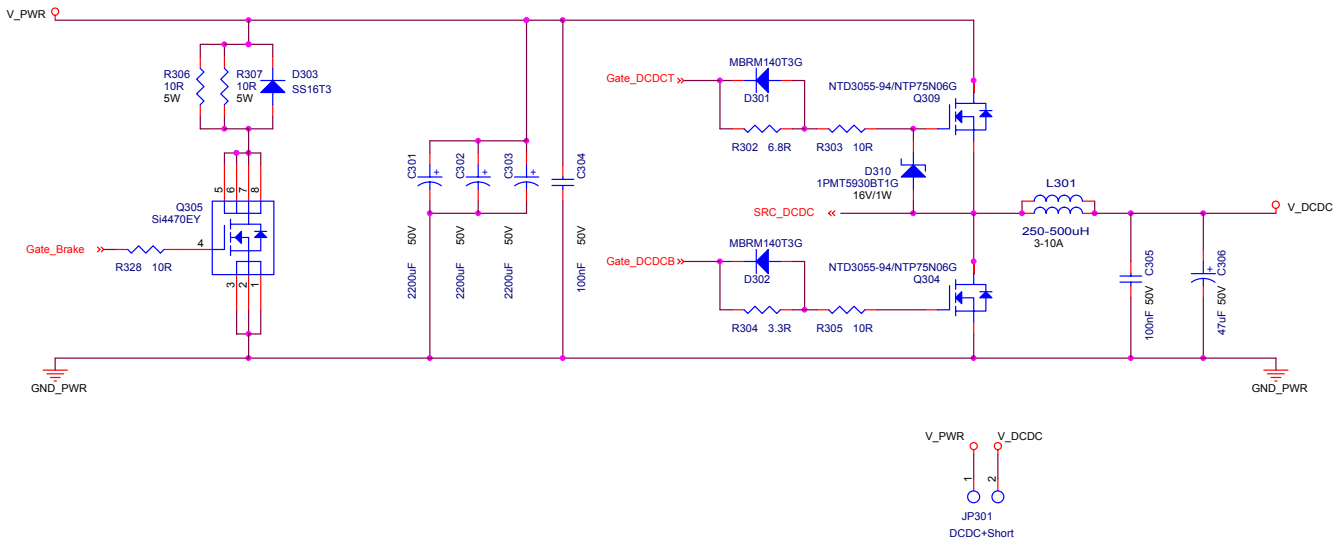 V_PWR
R306
10R
5W
R307
10R
5W
D303
SS16T3
5
6
7
8
Q305
Si4470EY
4
Gate_Brake
R328 10R
3
2
1
GND_PWR
C301
50V
2200uF
C302
50V
2200uF
C303
50V
2200uF
C304
50V
100nF
Gate_DCDCT
MBRM140T3G
D301
R302 6.8R
R303 10R
NTD3055-94/NTP75N06G
Q309
D310
1PMT5930BT1G
16V/1W
SRC_DCDC
L301
250-500uH
3-10A
V_DCDC
Gate_DCDCB
MBRM140T3G
D302
R304 3.3R
R305 10R
NTD3055-94/NTP75N06G
Q304
C305
50V
100nF
C306
50V
47uF
GND_PWR
V_PWR
V_DCDC
1
2
JP301
DCDC+Short